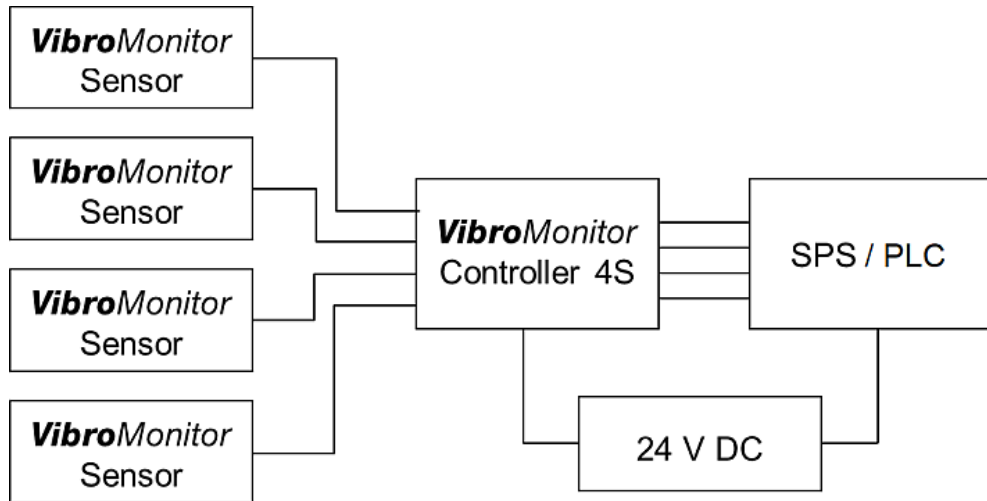 VibroMonitor
Sensor
VibroMonitor
Sensor
VibroMonitor
Sensor
VibroMonitor
Sensor
VibroMonitor
Controller 4S
SPS / PLC
24 V DC